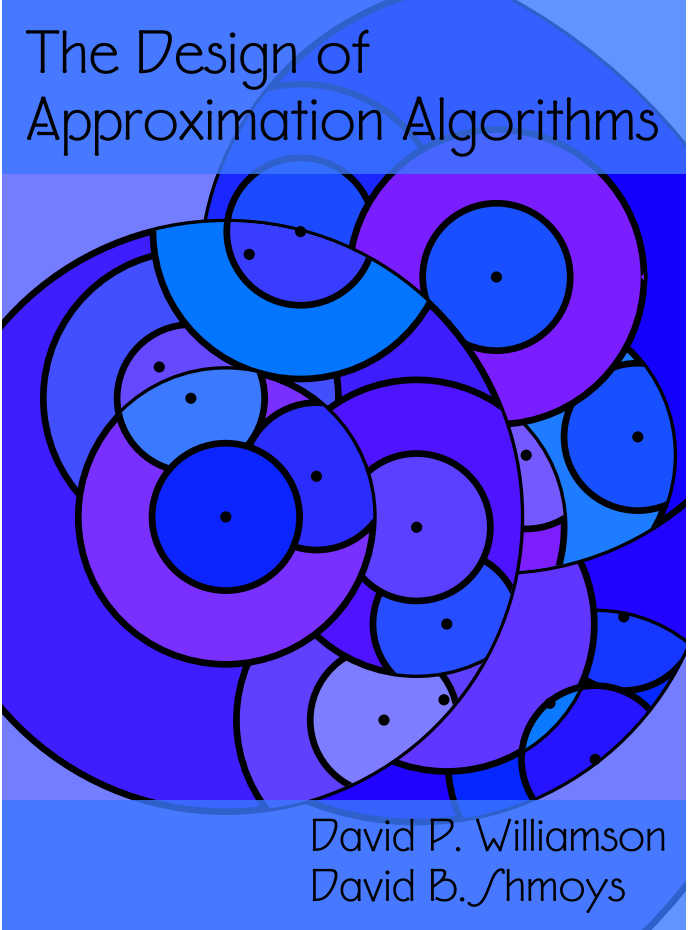 The Design of
Approximation Algorithms
David P. Williamson
David B. Shmoys